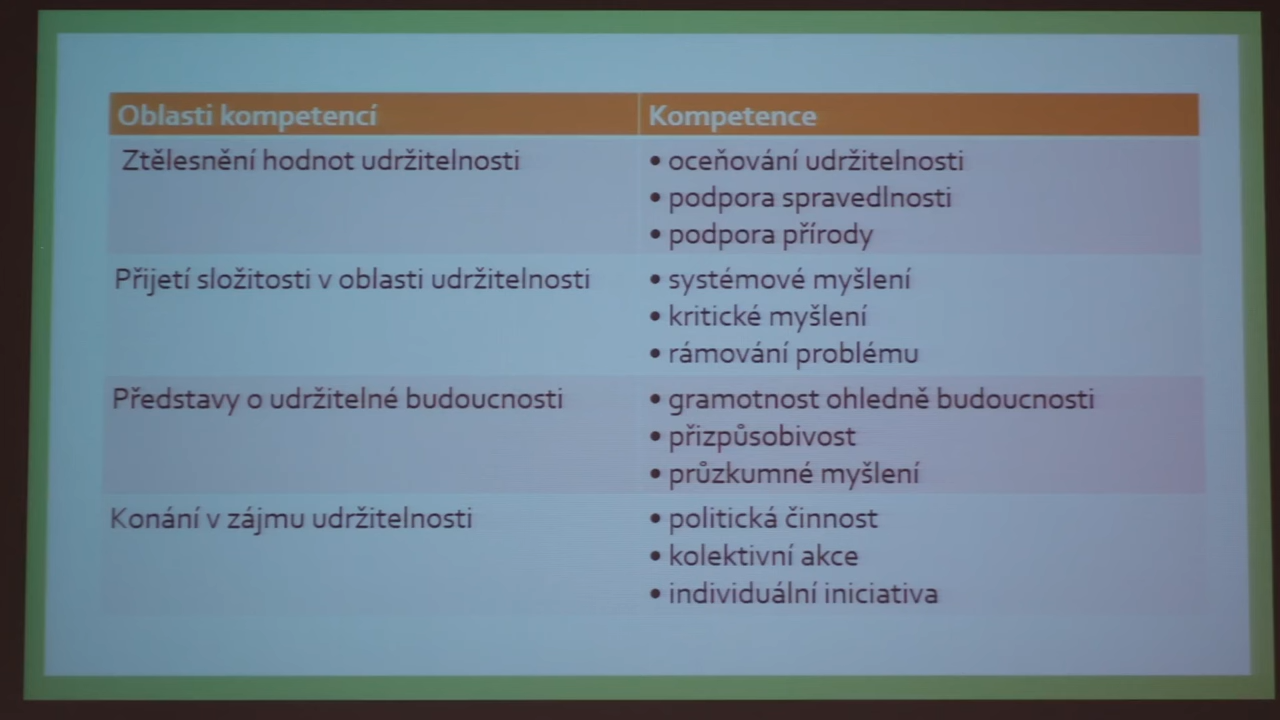 Oblasti kompetencí
Kompetence
Ztělesnění hodnot udržitelnosti
• oceňování udržitelnosti
• podpora spravedlnosti
• podpora přírody
Přijetí složitosti v oblasti udržitelnosti
• systémové myšlení
• kritické myšlení
• rámování problému
Představy o udržitelné budoucnosti
• gramotnost ohledně budoucnosti
• přizpůsobivost
• průzkumné myšlení
Konání v zájmu udržitelnosti
• politická činnost
• kolektivní akce
• individuální iniciativa